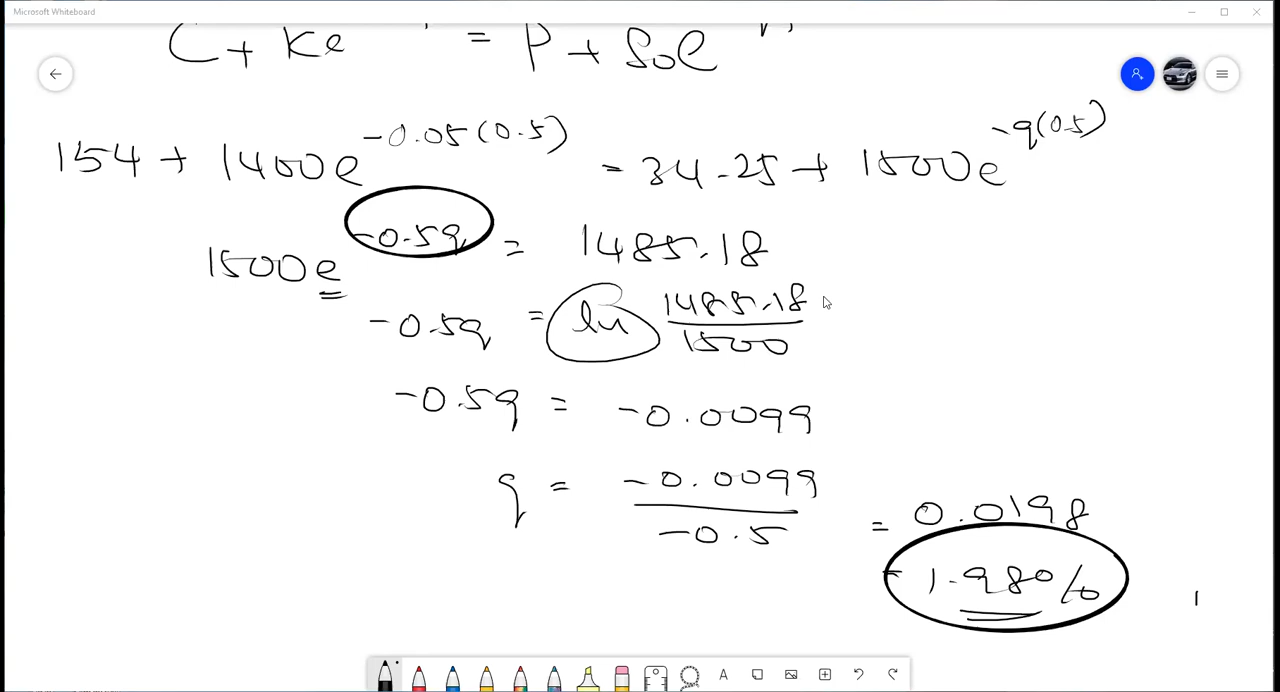 Microsoft Whiteboard
C + Ke = P + S₀e
154 + 1400e^-0.05(0.5) = 34.25 + 1500e^-q(0.5)
1500e^-0.5q = 1485.18
-0.5q = ln 1485.18/1500
-0.5q = -0.0099
q = -0.0099/-0.5 = 0.0198
= 1.98%
A